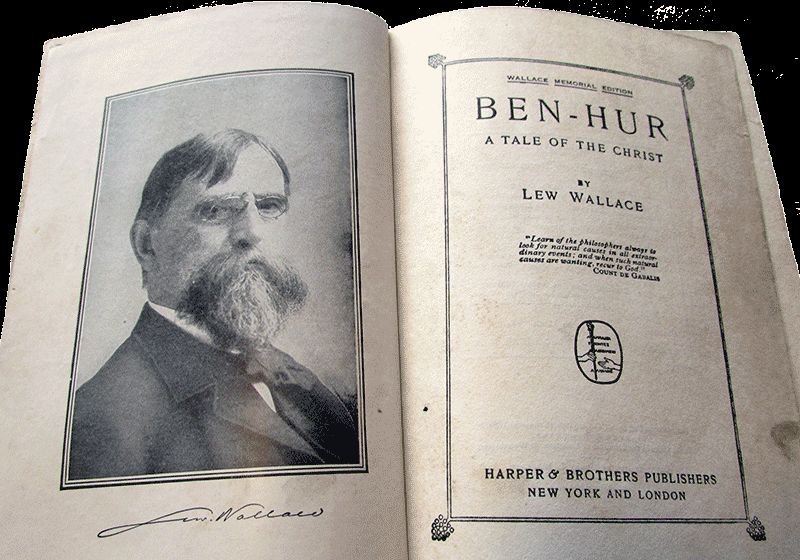 Lew. Wallace
WALLACE MEMORIAL EDITION
BEN-HUR
A TALE OF THE CHRIST
BY
LEW WALLACE
"Learn of the philosophers always to
look for natural causes in all extraor-
dinary events; and when such natural
causes are wanting, recur to God."
COUNT DE GABALIS
HARPER & BROTHERS PUBLISHERS
NEW YORK AND LONDON